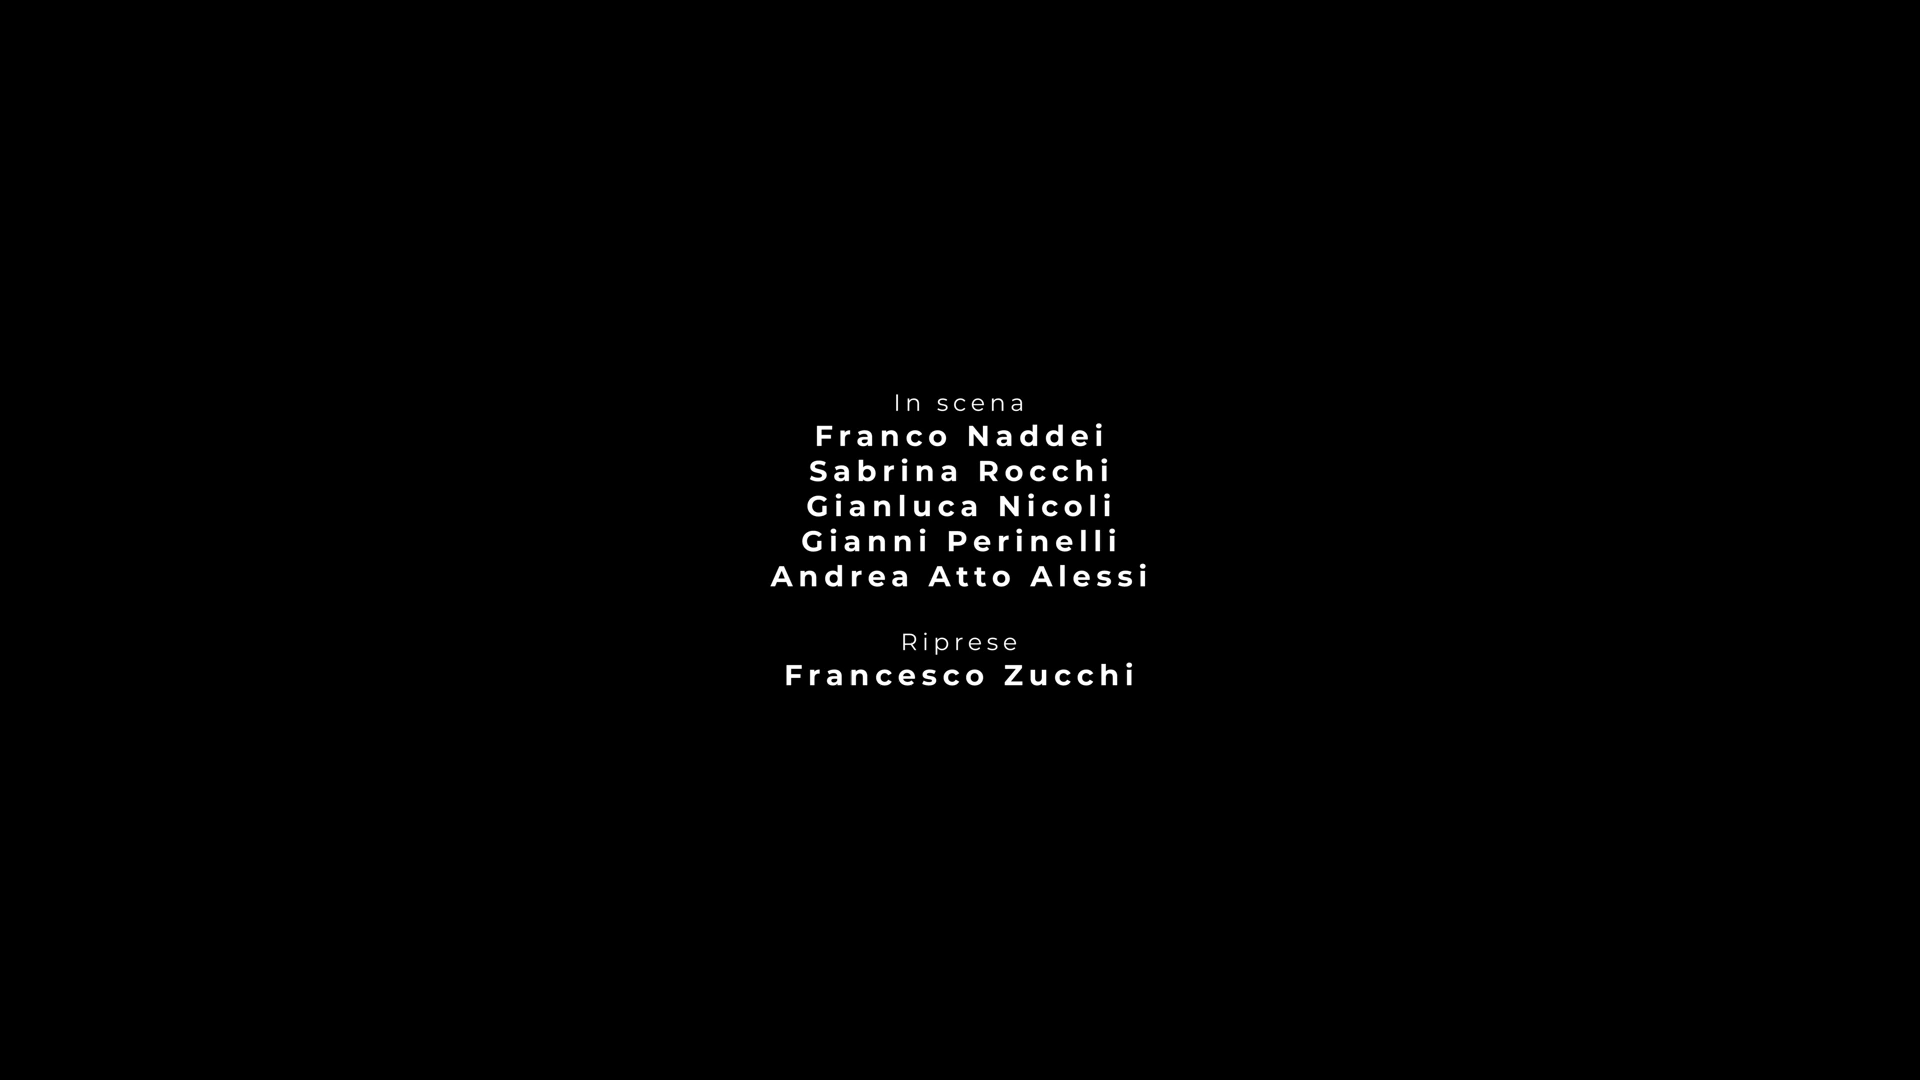 In scena
Franco Naddei
Sabrina Rocchi
Gianluca Nicoli
Gianni Perinelli
Andrea Atto Alessi
Riprese
Francesco Zucchi